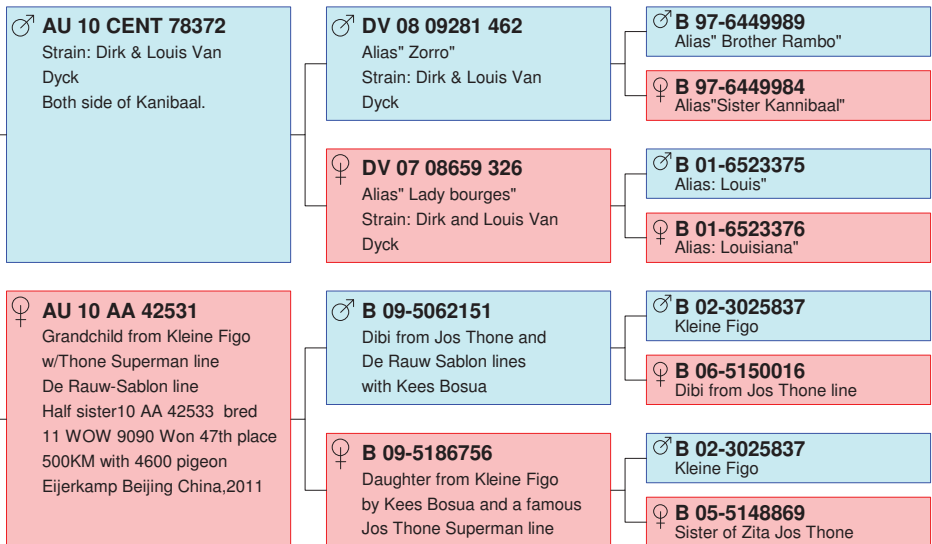 AU 10 CENT 78372
Strain: Dirk & Louis Van
Dyck
Both side of Kanibaal.
DV 08 09281 462
Alias" Zorro"
Strain: Dirk & Louis Van
Dyck
B 97-6449989
Alias" Brother Rambo"
B 97-6449984
Alias"Sister Kannibaal"
DV 07 08659 326
Alias" Lady bourges"
Strain: Dirk and Louis Van
Dyck
B 01-6523375
Alias: Louis"
B 01-6523376
Alias: Louisiana"
AU 10 AA 42531
Grandchild from Kleine Figo
w/Thone Superman line
De Rauw-Sablon line
Half sister10 AA 42533 bred
11 WOW 9090 Won 47th place
500KM with 4600 pigeon
Eijerkamp Beijing China,2011
B 09-5062151
Dibi from Jos Thone and
De Rauw Sablon lines
with Kees Bosua
B 02-3025837
Kleine Figo
B 06-5150016
Dibi from Jos Thone line
B 09-5186756
Daughter from Kleine Figo
by Kees Bosua and a famous
Jos Thone Superman line
B 02-3025837
Kleine Figo
B 05-5148869
Sister of Zita Jos Thone